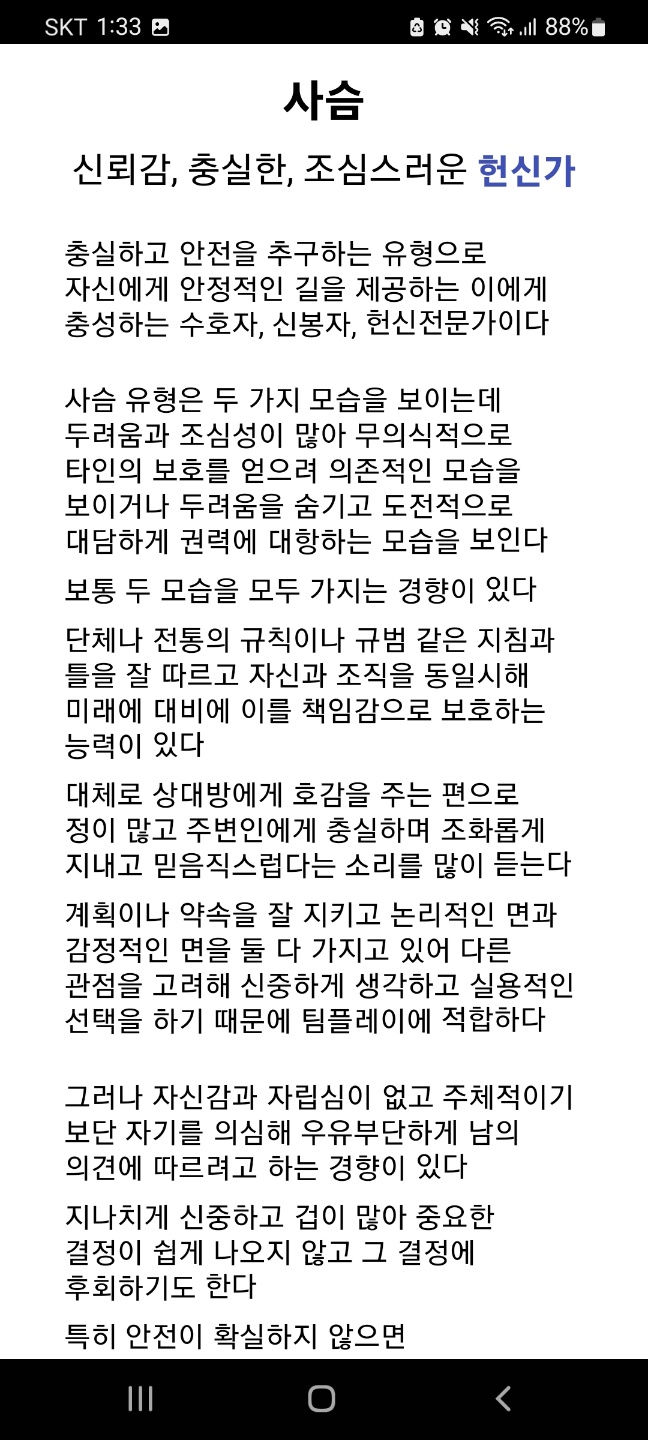 SKT 1:33 88%
사슴
신뢰감, 충실한, 조심스러운 헌신가
충실하고 안전을 추구하는 유형으로
자신에게 안정적인 길을 제공하는 이에게
충성하는 수호자, 신봉자, 헌신전문가이다
사슴 유형은 두 가지 모습을 보이는데
두려움과 조심성이 많아 무의식적으로
타인의 보호를 얻으려 의존적인 모습을
보이거나 두려움을 숨기고 도전적으로
대담하게 권력에 대항하는 모습을 보인다
보통 두 모습을 모두 가지는 경향이 있다
단체나 전통의 규칙이나 규범 같은 지침과
틀을 잘 따르고 자신과 조직을 동일시해
미래에 대비에 이를 책임감으로 보호하는
능력이 있다
대체로 상대방에게 호감을 주는 편으로
정이 많고 주변인에게 충실하며 조화롭게
지내고 믿음직스럽다는 소리를 많이 듣는다
계획이나 약속을 잘 지키고 논리적인 면과
감정적인 면을 둘 다 가지고 있어 다른
관점을 고려해 신중하게 생각하고 실용적인
선택을 하기 때문에 팀플레이에 적합하다
그러나 자신감과 자립심이 없고 주체적이기
보단 자기를 의심해 우유부단하게 남의
의견에 따르려고 하는 경향이 있다
지나치게 신중하고 겁이 많아 중요한
결정이 쉽게 나오지 않고 그 결정에
후회하기도 한다
특히 안전이 확실하지 않으면